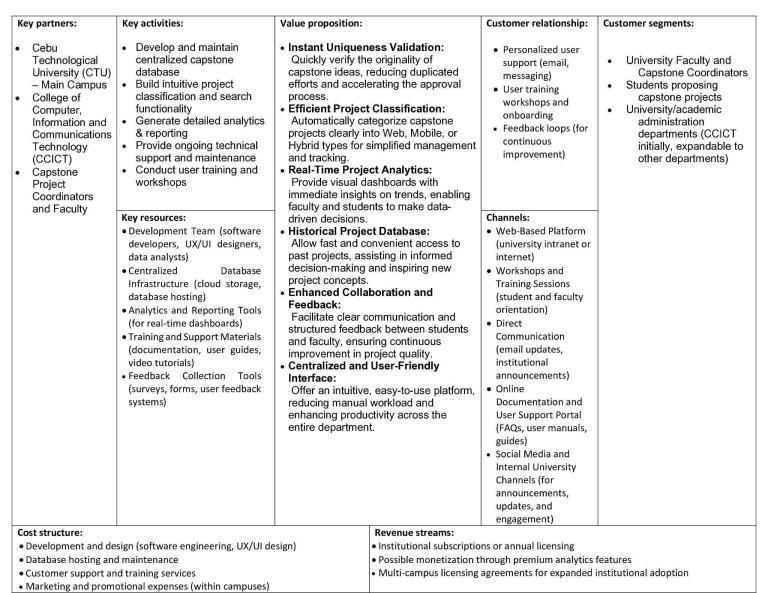 Key partners:
• Cebu
Technological
University (CTU)
– Main Campus
• College of
Computer,
Information and
Communications
Technology
(CCICT)
• Capstone
Project
Coordinators
and Faculty
Key activities:
• Develop and maintain
centralized capstone
database
• Build intuitive project
classification and search
functionality
• Generate detailed analytics
& reporting
• Provide ongoing technical
support and maintenance
• Conduct user training and
workshops
Key resources:
• Development Team (software
developers, UX/UI designers,
data analysts)
• Centralized Database
Infrastructure (cloud storage,
database hosting)
• Analytics and Reporting Tools
(for real-time dashboards)
• Training and Support Materials
(documentation, user guides,
video tutorials)
• Feedback Collection Tools
(surveys, forms, user feedback
systems)
Value proposition:
• Instant Uniqueness Validation:
Quickly verify the originality of
capstone ideas, reducing duplicated
efforts and accelerating the approval
process.
• Efficient Project Classification:
Automatically categorize capstone
projects clearly into Web, Mobile, or
Hybrid types for simplified management
and tracking.
• Real-Time Project Analytics:
Provide visual dashboards with
immediate insights on trends, enabling
faculty and students to make data-
driven decisions.
• Historical Project Database:
Allow fast and convenient access to
past projects, assisting in informed
decision-making and inspiring new
project concepts.
• Enhanced Collaboration and
Feedback:
Facilitate clear communication and
structured feedback between students
and faculty, ensuring continuous
improvement in project quality.
• Centralized and User-Friendly
Interface:
Offer an intuitive, easy-to-use platform,
reducing manual workload and
enhancing productivity across the
entire department.
Customer relationship:
• Personalized user
support (email,
messaging)
• User training
workshops and
onboarding
• Feedback loops (for
continuous
improvement)
Channels:
• Web-Based Platform
(university intranet or
internet)
• Workshops and
Training Sessions
(student and faculty
orientation)
• Direct
Communication
(email updates,
institutional
announcements)
• Online
Documentation and
User Support Portal
(FAQs, user manuals,
guides)
• Social Media and
Internal University
Channels (for
announcements,
updates, and
engagement)
Customer segments:
• University Faculty and
Capstone Coordinators
• Students proposing
capstone projects
• University/academic
administration
departments (CCICT
initially, expandable to
other departments)
Cost structure:
• Development and design (software engineering, UX/UI design)
• Database hosting and maintenance
• Customer support and training services
• Marketing and promotional expenses (within campuses)
Revenue streams:
• Institutional subscriptions or annual licensing
• Possible monetization through premium analytics features
• Multi-campus licensing agreements for expanded institutional adoption